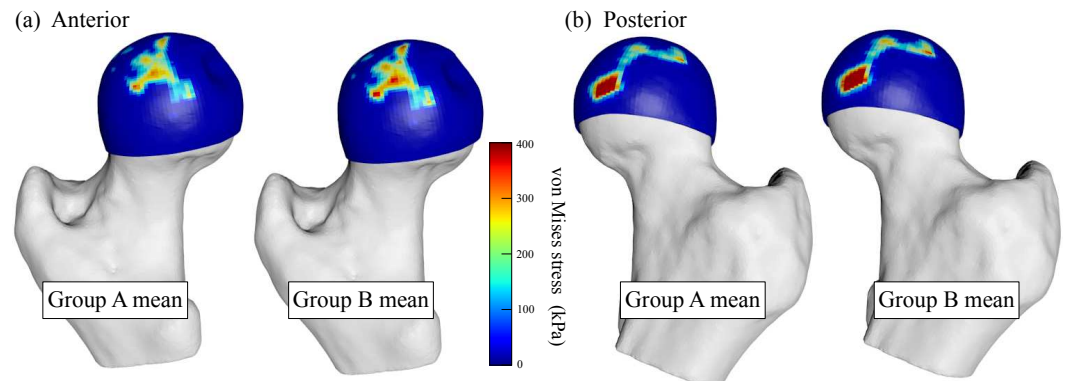 (a) Anterior
(b) Posterior
400
300
200
100
0
von Mises stress (kPa)
Group A mean
Group B mean
Group A mean
Group B mean